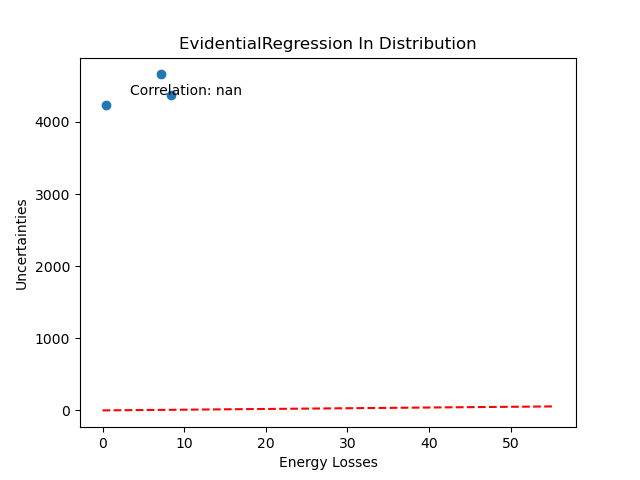 EvidentialRegression In Distribution
Correlation: nan
4000
3000
2000
1000
0
Uncertainties
0 10 20 30 40 50
Energy Losses